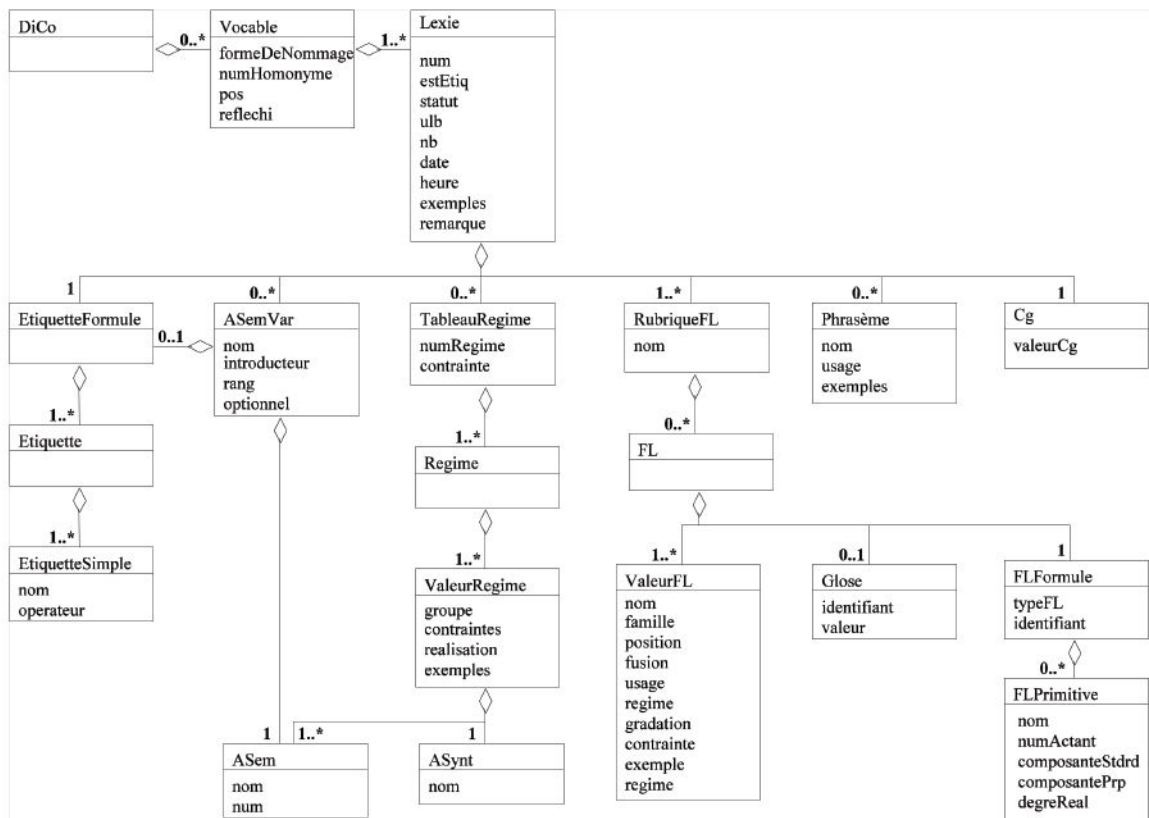 DiCo
0..*
Vocable
formeDeNommage
numHomonyme
pos
reflechi
1..*
Lexie
num
estEtiq
statut
ulb
nb
date
heure
exemples
remarque
1
0..*
0..*
1..*
0..*
1
EtiquetteFormule
0..1
ASemVar
nom
introducteur
rang
optionnel
TableauRegime
numRegime
contrainte
RubriqueFL
nom
Phrasème
nom
usage
exemples
Cg
valeurCg
1..*
Etiquette
1..*
Regime
0..*
FL
1..*
EtiquetteSimple
nom
operateur
1..*
ValeurRegime
groupe
contraintes
realisation
exemples
1..*
ValeurFL
nom
famille
position
fusion
usage
regime
gradation
contrainte
exemple
regime
0..1
Glose
identifiant
valeur
1
FLFormule
typeFL
identifiant
0..*
FLPrimitive
nom
numActant
composanteStdrd
composantePrp
degreReal
1
1..*
ASem
nom
num
1
ASynt
nom